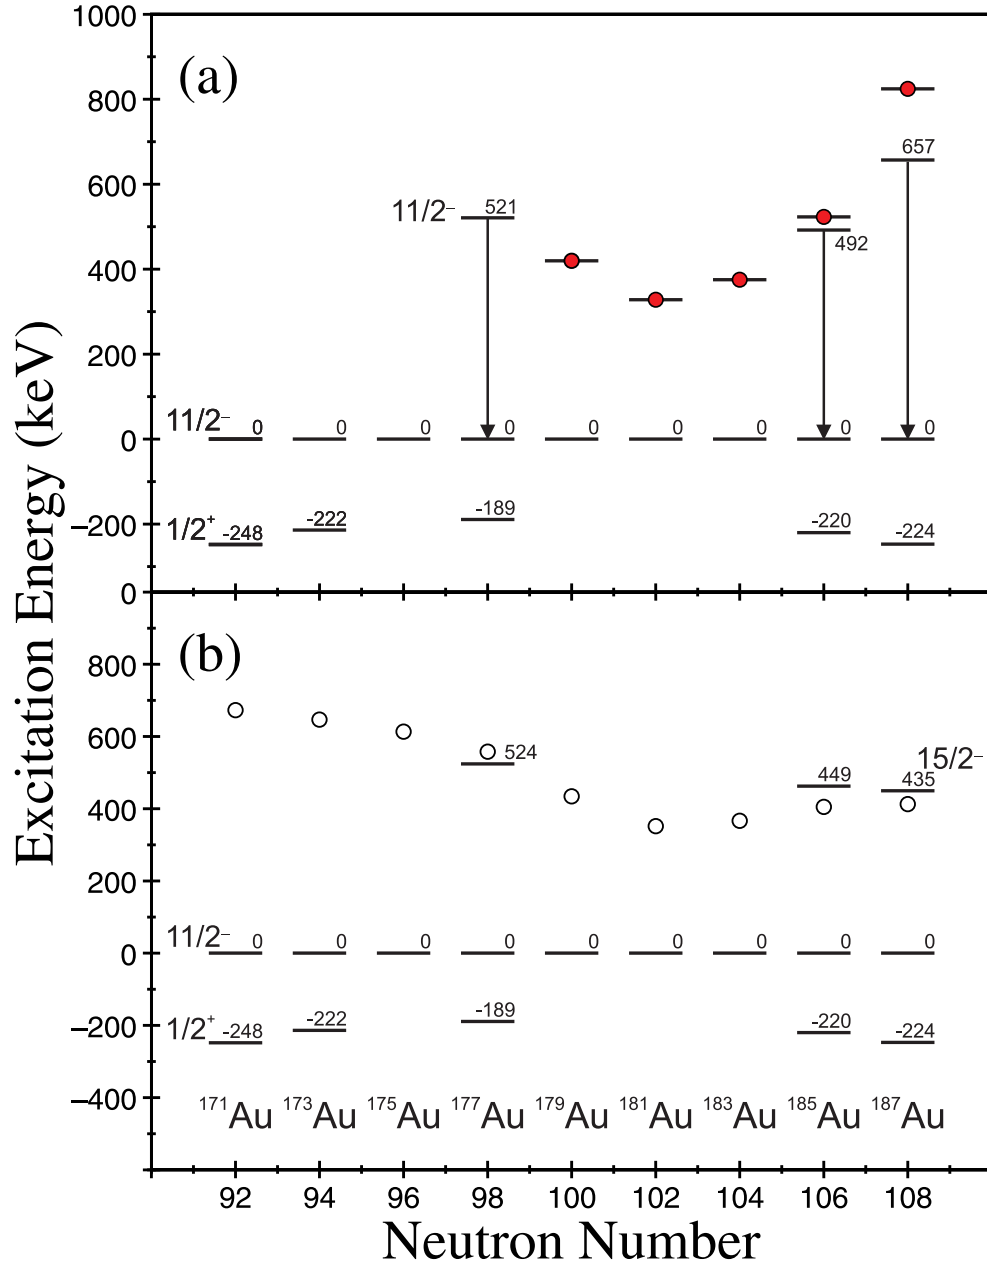 1000
(a)
800
657
600
11/2⁻ 521
492
400
200
11/2⁻ 0 0 0 0 0 0 0 0 0
0
1/2⁺ -248 -222 -189 -220 -224
−200
0
(b)
800
600
524 449 435 15/2⁻
400
200
11/2⁻ 0 0 0 0 0 0 0 0 0
0
1/2⁺ -248 -222 -189 -220 -224
−200
−400
¹⁷¹Au ¹⁷³Au ¹⁷⁵Au ¹⁷⁷Au ¹⁷⁹Au ¹⁸¹Au ¹⁸³Au ¹⁸⁵Au ¹⁸⁷Au
92 94 96 98 100 102 104 106 108
Neutron Number
Excitation Energy (keV)